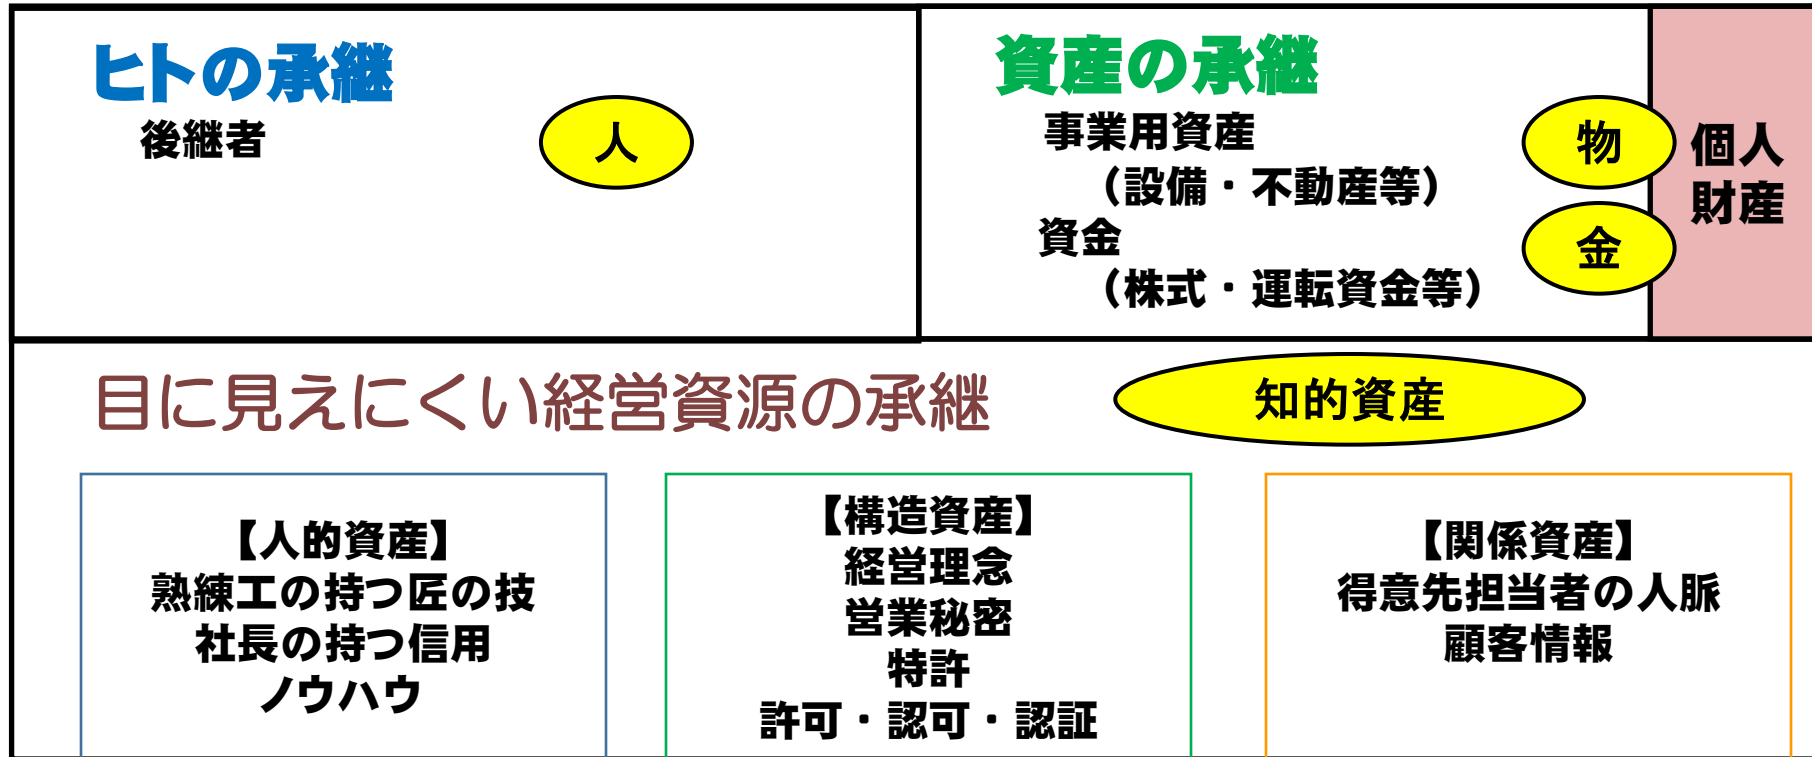 ヒトの承継
後継者
人
資産の承継
事業用資産
（設備・不動産等）
資金
（株式・運転資金等）
物
金
個人
財産
目に見えにくい経営資源の承継
知的資産
【人的資産】
熟練工の持つ匠の技
社長の持つ信用
ノウハウ
【構造資産】
経営理念
営業秘密
特許
許可・認可・認証
【関係資産】
得意先担当者の人脈
顧客情報